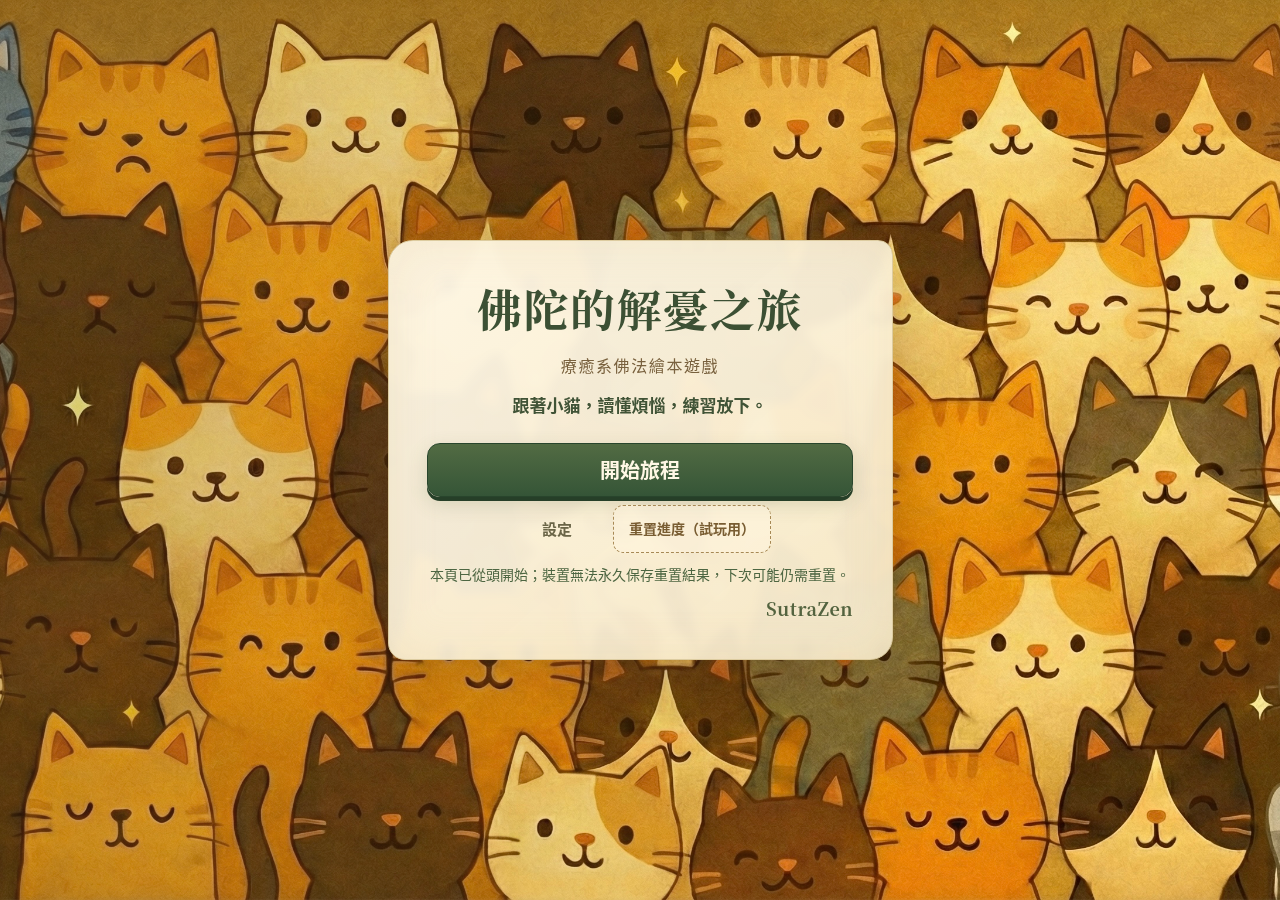 佛陀的解憂之旅
療癒系佛法繪本遊戲
跟著小貓，讀懂煩惱，練習放下。
開始旅程
設定
重置進度（試玩用）
本頁已從頭開始；裝置無法永久保存重置結果，下次可能仍需重置。
SutraZen